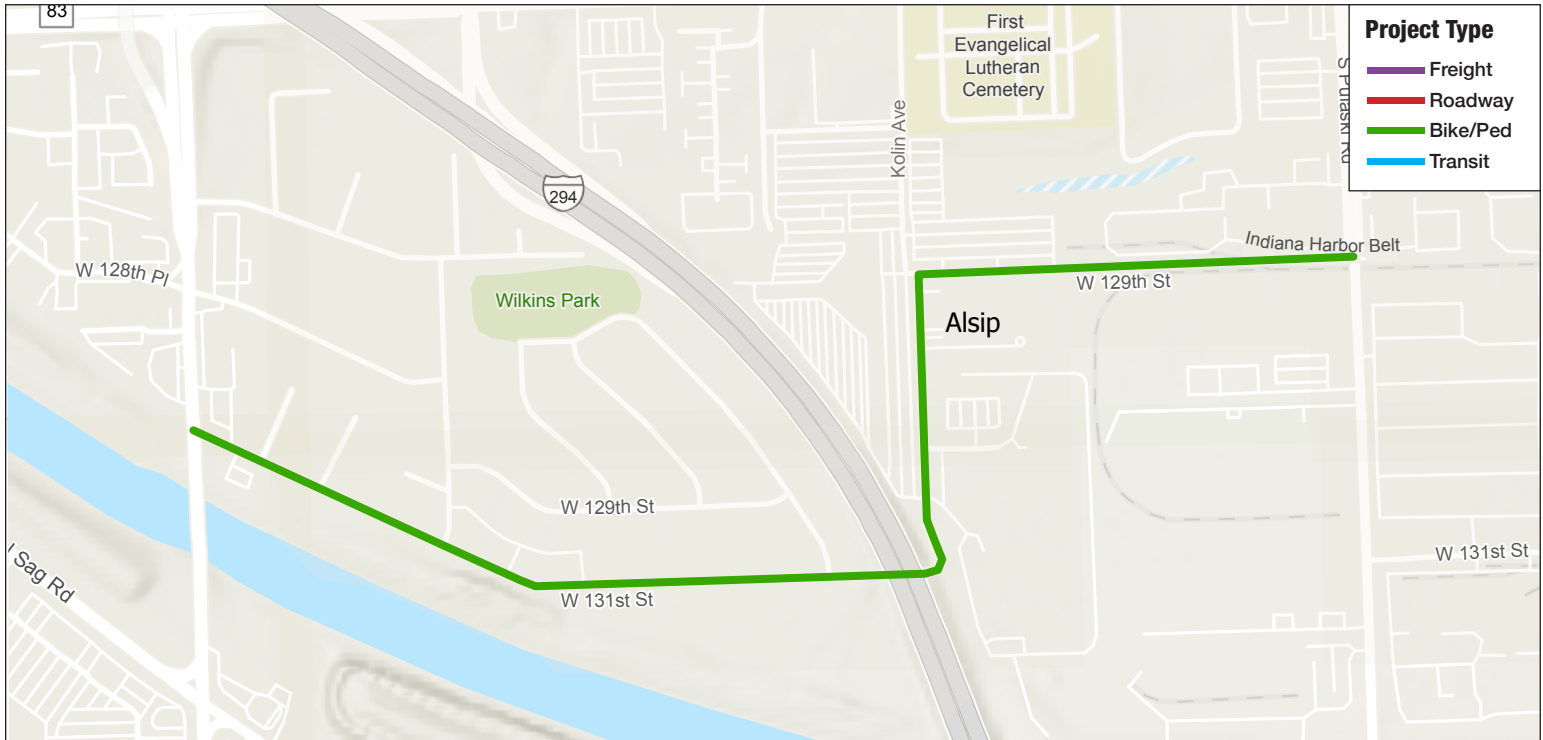 83
First
Evangelical
Lutheran
Cemetery
Project Type
Freight
Roadway
Bike/Ped
Transit
S Pulaski Rd
Kolin Ave
294
Indiana Harbor Belt
W 128th Pl
W 129th St
Wilkins Park
Alsip
W 129th St
W 131st St
Sag Rd
W 131st St